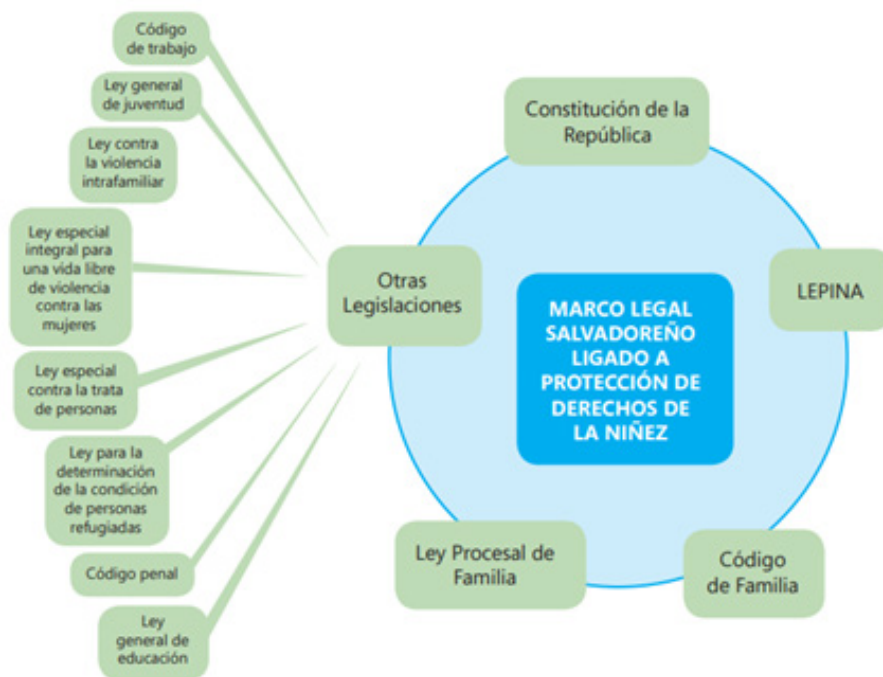 Código
de trabajo
Ley general
de juventud
Ley contra
la violencia
intrafamiliar
Ley especial
integral para
una vida libre
de violencia
contra las
mujeres
Ley especial
contra la trata
de personas
Ley para la
determinación
de la condición
de personas
refugiadas
Código penal
Ley
general de
educación
Otras
Legislaciones
Constitución de la
República
LEPINA
Código
de Familia
Ley Procesal de
Familia
MARCO LEGAL
SALVADOREÑO
LIGADO A
PROTECCIÓN DE
DERECHOS DE
LA NIÑEZ